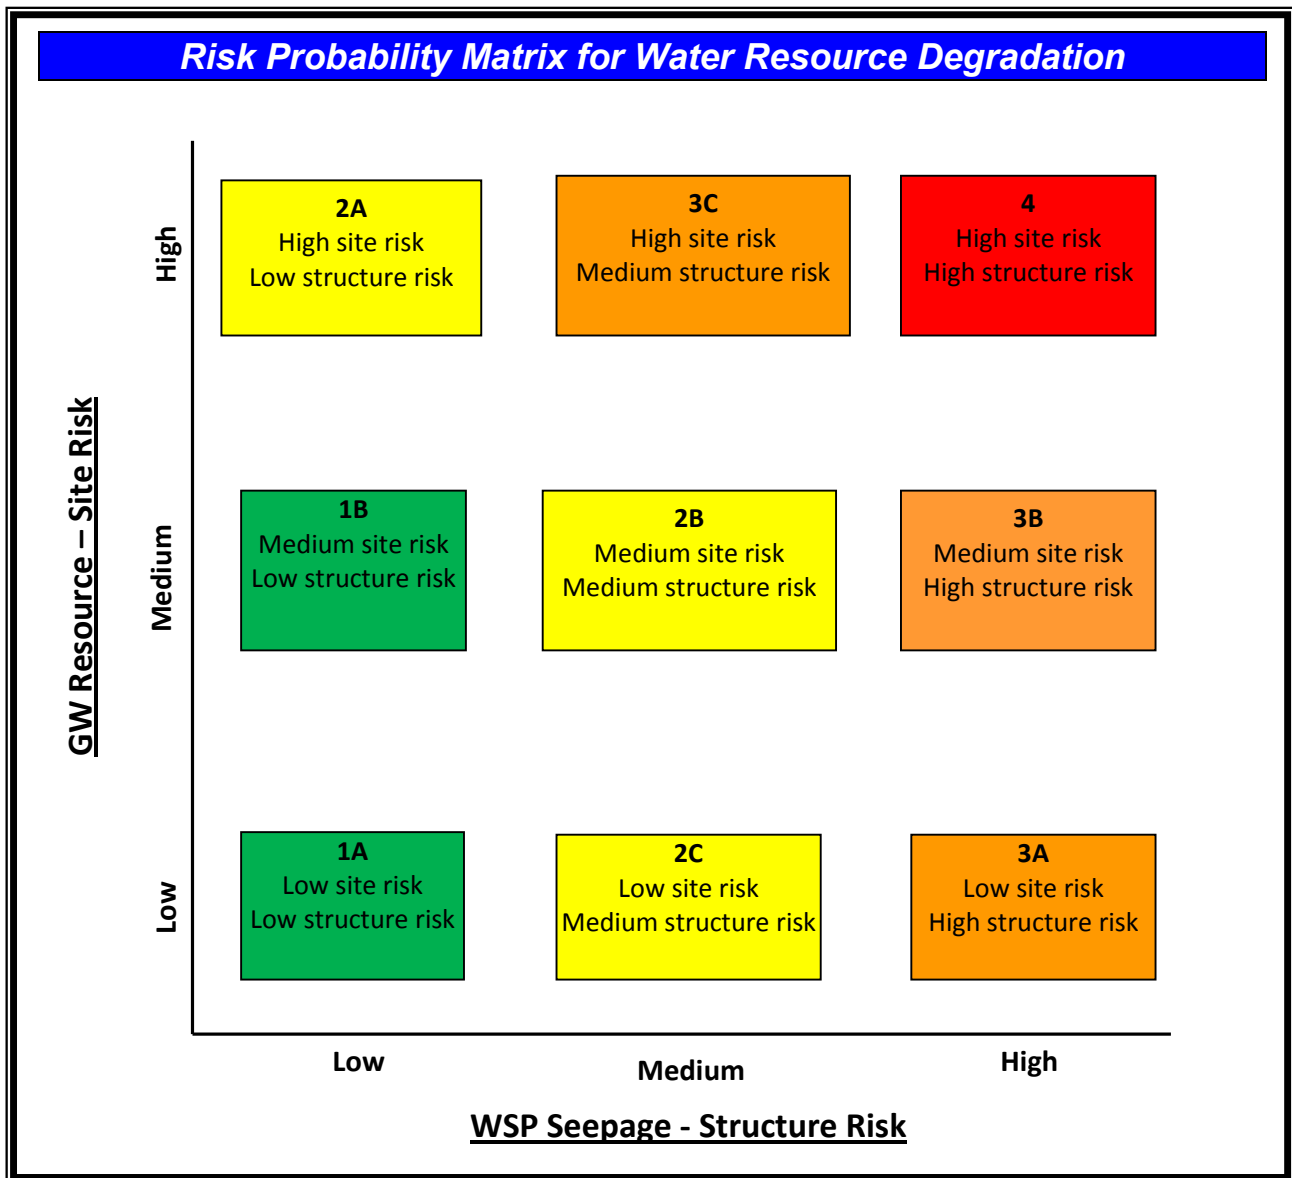 Risk Probability Matrix for Water Resource Degradation
GW Resource – Site Risk
High
2A
High site risk
Low structure risk
3C
High site risk
Medium structure risk
4
High site risk
High structure risk
Medium
1B
Medium site risk
Low structure risk
2B
Medium site risk
Medium structure risk
3B
Medium site risk
High structure risk
Low
1A
Low site risk
Low structure risk
2C
Low site risk
Medium structure risk
3A
Low site risk
High structure risk
Low
Medium
High
WSP Seepage - Structure Risk